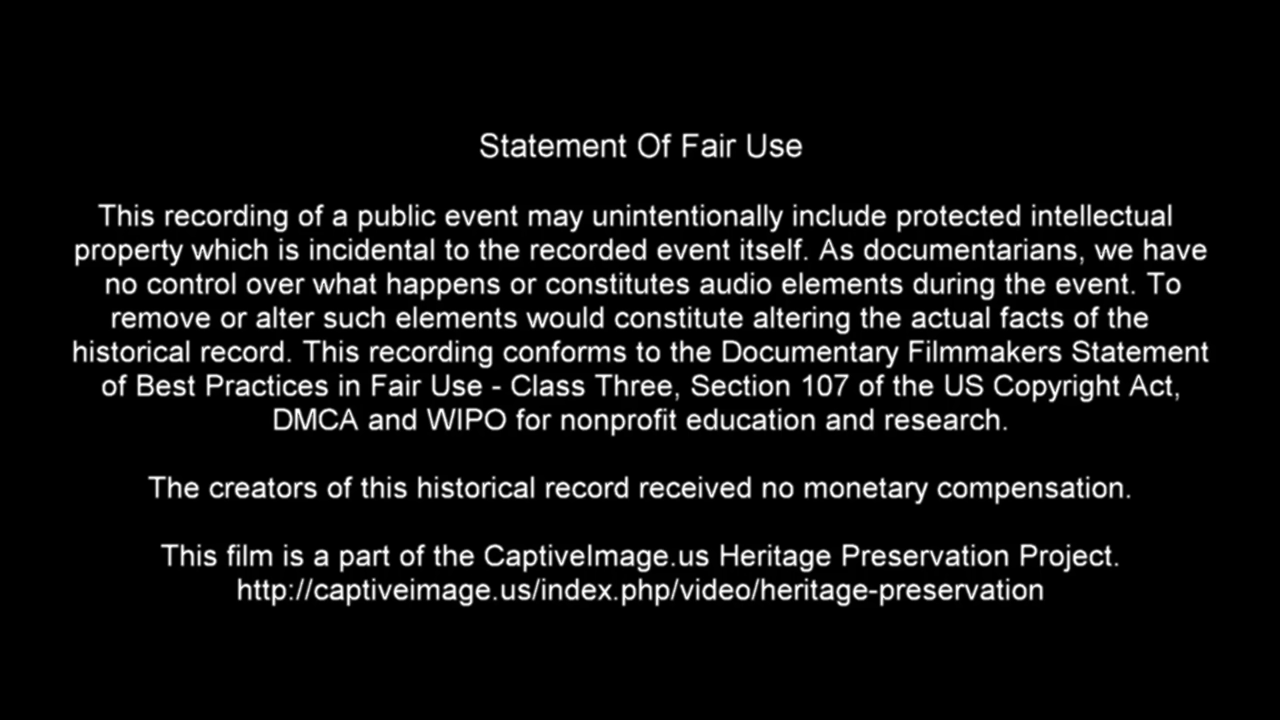 Statement Of Fair Use
This recording of a public event may unintentionally include protected intellectual
property which is incidental to the recorded event itself. As documentarians, we have
no control over what happens or constitutes audio elements during the event. To
remove or alter such elements would constitute altering the actual facts of the
historical record. This recording conforms to the Documentary Filmmakers Statement
of Best Practices in Fair Use - Class Three, Section 107 of the US Copyright Act,
DMCA and WIPO for nonprofit education and research.
The creators of this historical record received no monetary compensation.
This film is a part of the CaptiveImage.us Heritage Preservation Project.
http://captiveimage.us/index.php/video/heritage-preservation